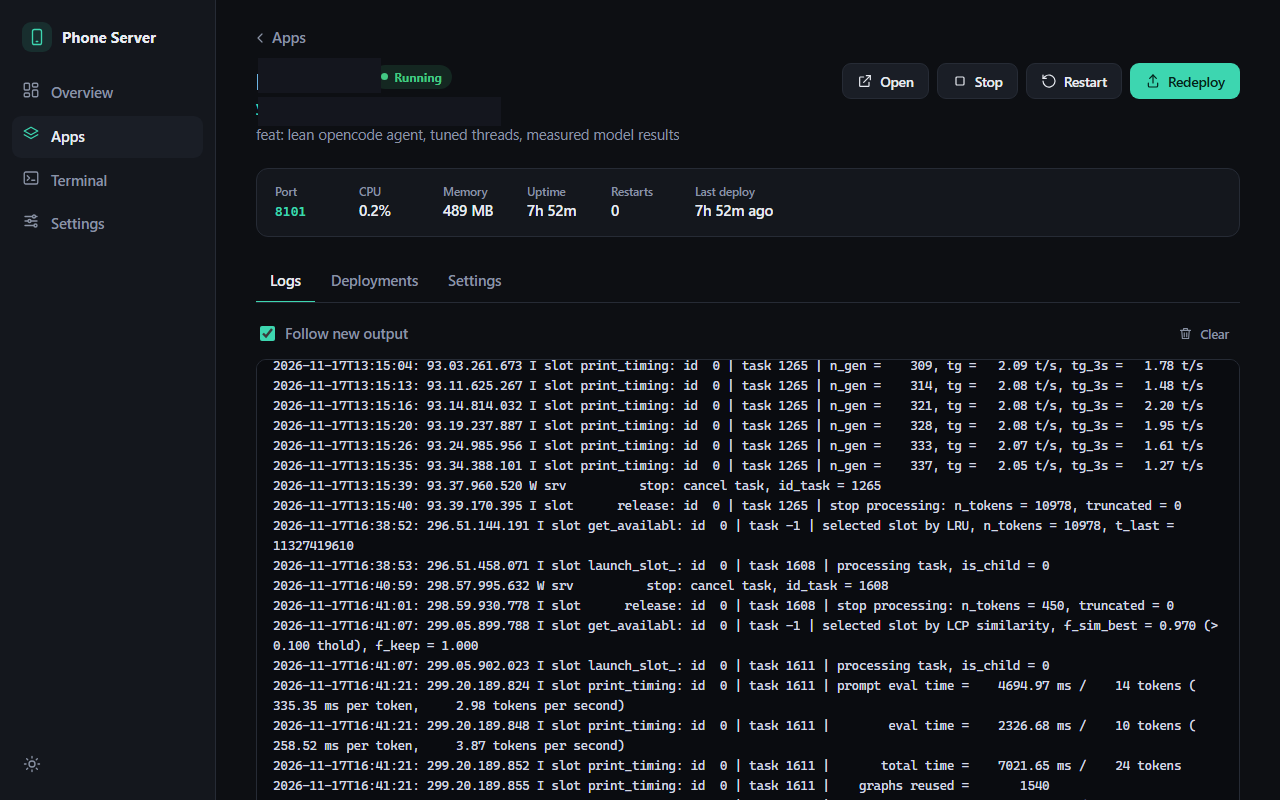 Phone Server
Overview
Apps
Terminal
Settings
Apps
Running
Open
Stop
Restart
Redeploy
feat: lean opencode agent, tuned threads, measured model results
Port
CPU
Memory
Uptime
Restarts
Last deploy
8101
0.2%
489 MB
7h 52m
0
7h 52m ago
Logs
Deployments
Settings
Follow new output
Clear
2026-11-17T13:15:04: 93.03.261.673 I slot print_timing: id  0 | task 1265 | n_gen =    309, tg =   2.09 t/s, tg_3s =   1.78 t/s
2026-11-17T13:15:13: 93.11.625.267 I slot print_timing: id  0 | task 1265 | n_gen =    314, tg =   2.08 t/s, tg_3s =   1.48 t/s
2026-11-17T13:15:16: 93.14.814.032 I slot print_timing: id  0 | task 1265 | n_gen =    321, tg =   2.08 t/s, tg_3s =   2.20 t/s
2026-11-17T13:15:20: 93.19.237.887 I slot print_timing: id  0 | task 1265 | n_gen =    328, tg =   2.08 t/s, tg_3s =   1.95 t/s
2026-11-17T13:15:26: 93.24.985.956 I slot print_timing: id  0 | task 1265 | n_gen =    333, tg =   2.07 t/s, tg_3s =   1.61 t/s
2026-11-17T13:15:35: 93.34.388.101 I slot print_timing: id  0 | task 1265 | n_gen =    337, tg =   2.05 t/s, tg_3s =   1.27 t/s
2026-11-17T13:15:39: 93.37.960.520 W srv          stop: cancel task, id_task = 1265
2026-11-17T13:15:40: 93.39.170.395 I slot      release: id  0 | task 1265 | stop processing: n_tokens = 10978, truncated = 0
2026-11-17T16:38:52: 296.51.144.191 I slot get_availabl: id  0 | task -1 | selected slot by LRU, n_tokens = 10978, t_last =
11327419610
2026-11-17T16:38:53: 296.51.458.071 I slot launch_slot_: id  0 | task 1608 | processing task, is_child = 0
2026-11-17T16:40:59: 298.57.995.632 W srv          stop: cancel task, id_task = 1608
2026-11-17T16:41:01: 298.59.930.778 I slot      release: id  0 | task 1608 | stop processing: n_tokens = 450, truncated = 0
2026-11-17T16:41:07: 299.05.899.788 I slot get_availabl: id  0 | task -1 | selected slot by LCP similarity, f_sim_best = 0.970 (>
0.100 thold), f_keep = 1.000
2026-11-17T16:41:07: 299.05.902.023 I slot launch_slot_: id  0 | task 1611 | processing task, is_child = 0
2026-11-17T16:41:21: 299.20.189.824 I slot print_timing: id  0 | task 1611 | prompt eval time =    4694.97 ms /    14 tokens (
335.35 ms per token,     2.98 tokens per second)
2026-11-17T16:41:21: 299.20.189.848 I slot print_timing: id  0 | task 1611 |        eval time =    2326.68 ms /    10 tokens (
258.52 ms per token,     3.87 tokens per second)
2026-11-17T16:41:21: 299.20.189.852 I slot print_timing: id  0 | task 1611 |       total time =    7021.65 ms /    24 tokens
2026-11-17T16:41:21: 299.20.189.855 I slot print_timing: id  0 | task 1611 |    graphs reused =       1540